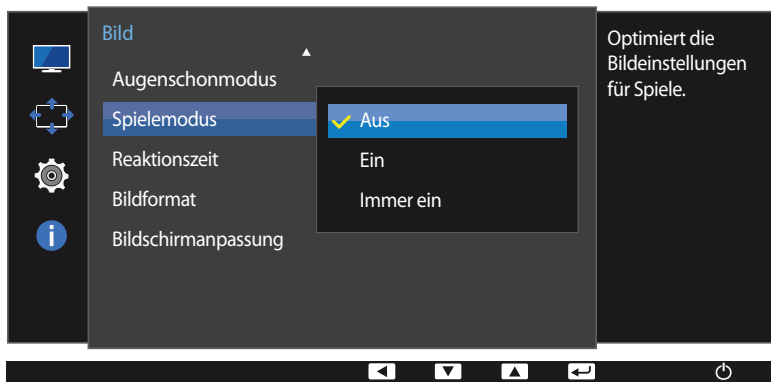 Bild
Augenschonmodus
Spielemodus
Reaktionszeit
Bildformat
Bildschirmanpassung
Aus
Ein
Immer ein
Optimiert die
Bildeinstellungen
für Spiele.